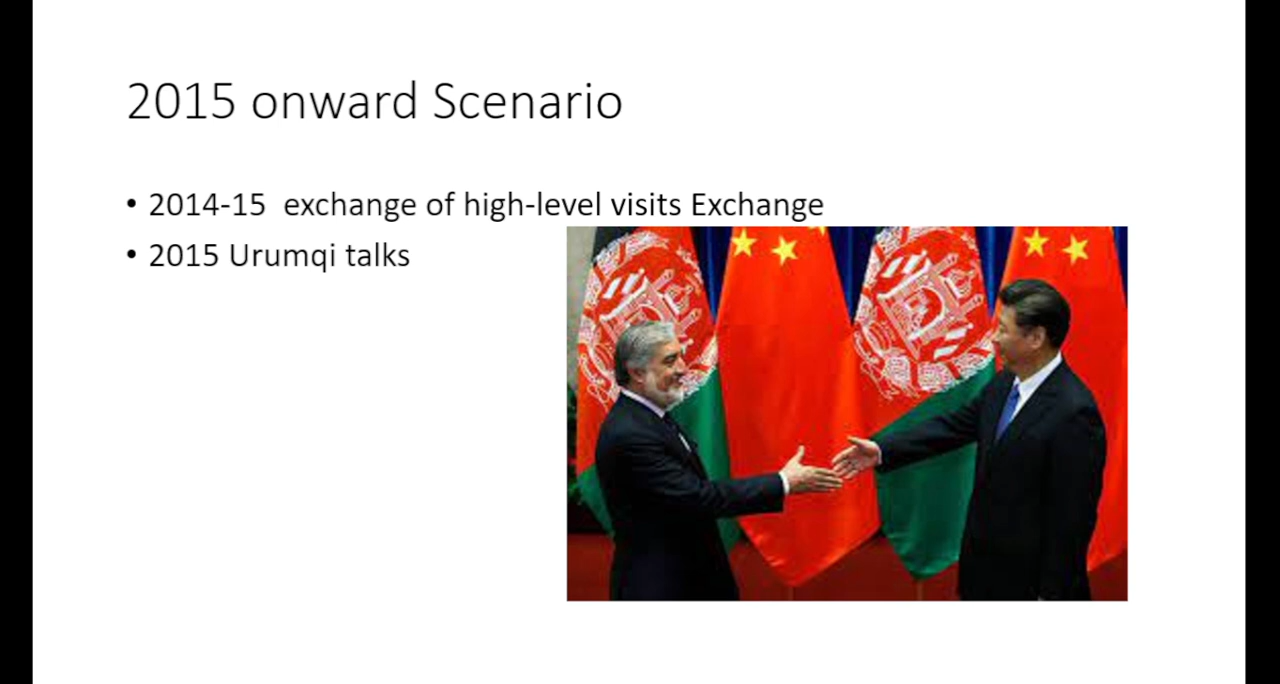 2015 onward Scenario
• 2014-15  exchange of high-level visits Exchange
• 2015 Urumqi talks